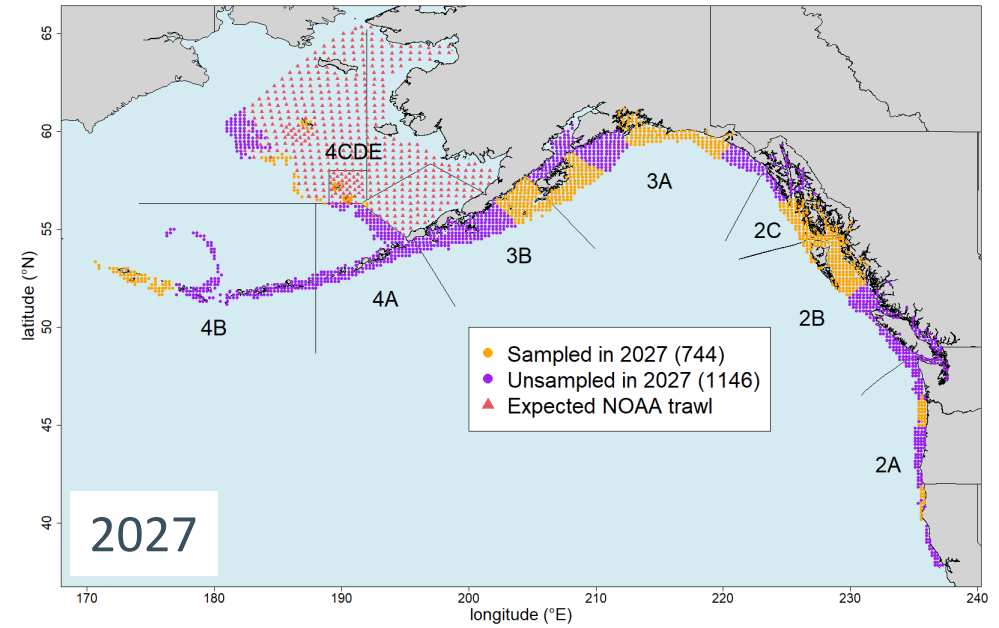 65
60
55
50
45
40
latitude (°N)
4CDE
3A
2C
3B
4A
4B
2B
2A
Sampled in 2027 (744)
Unsampled in 2027 (1146)
Expected NOAA trawl
2027
170 180 190 200 210 220 230 240
longitude (°E)